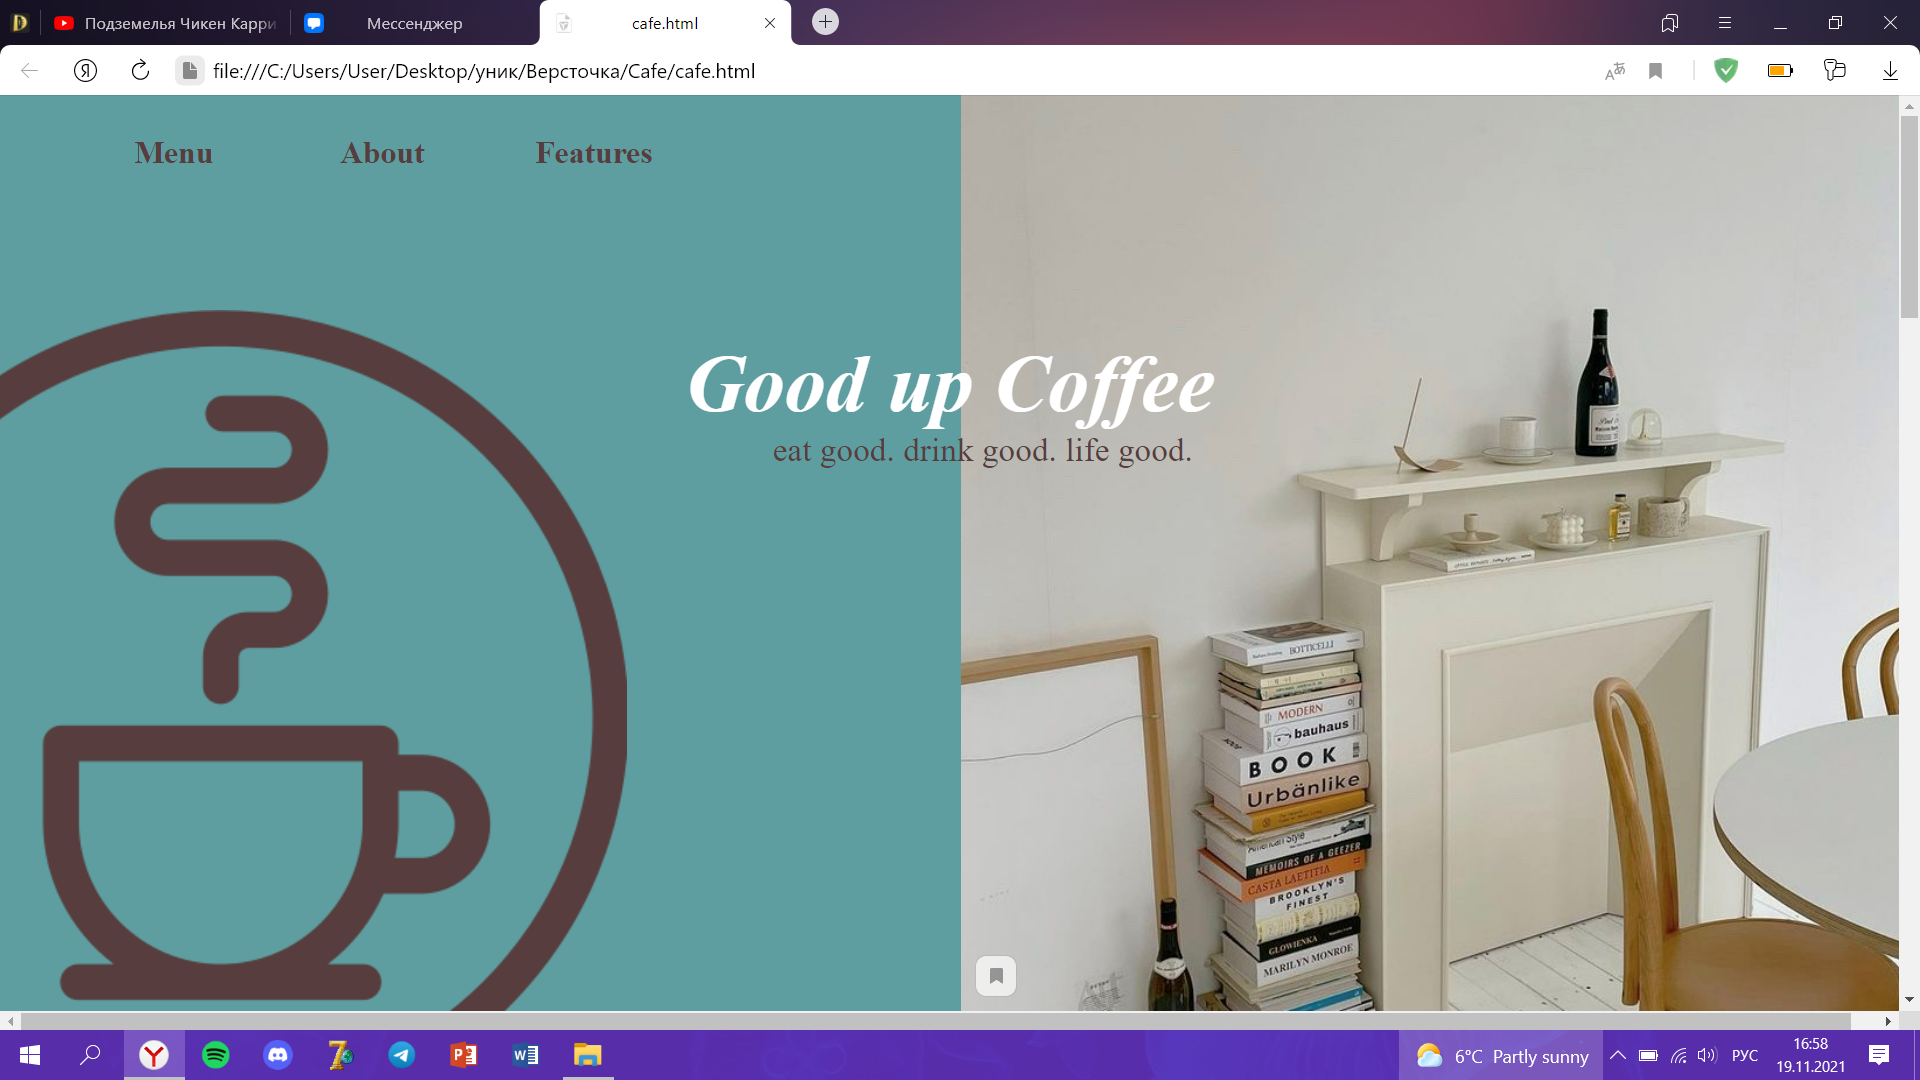 Подземелья Чикен Карри
Мессенджер
cafe.html
file:///C:/Users/User/Desktop/уник/Версточка/Cafe/cafe.html
Menu
About
Features
Good up Coffee
eat good. drink good. life good.
BOTTICELLI
MODERN
bauhaus
BOOK
Urbänlike
American Style
MEMOIRS OF A GEEZER
CASTA LAETITIA
BROOKLYN'S
FINEST
GLOWIENKA
MARILYN MONROE
6°C Partly sunny
РУС
16:58
19.11.2021